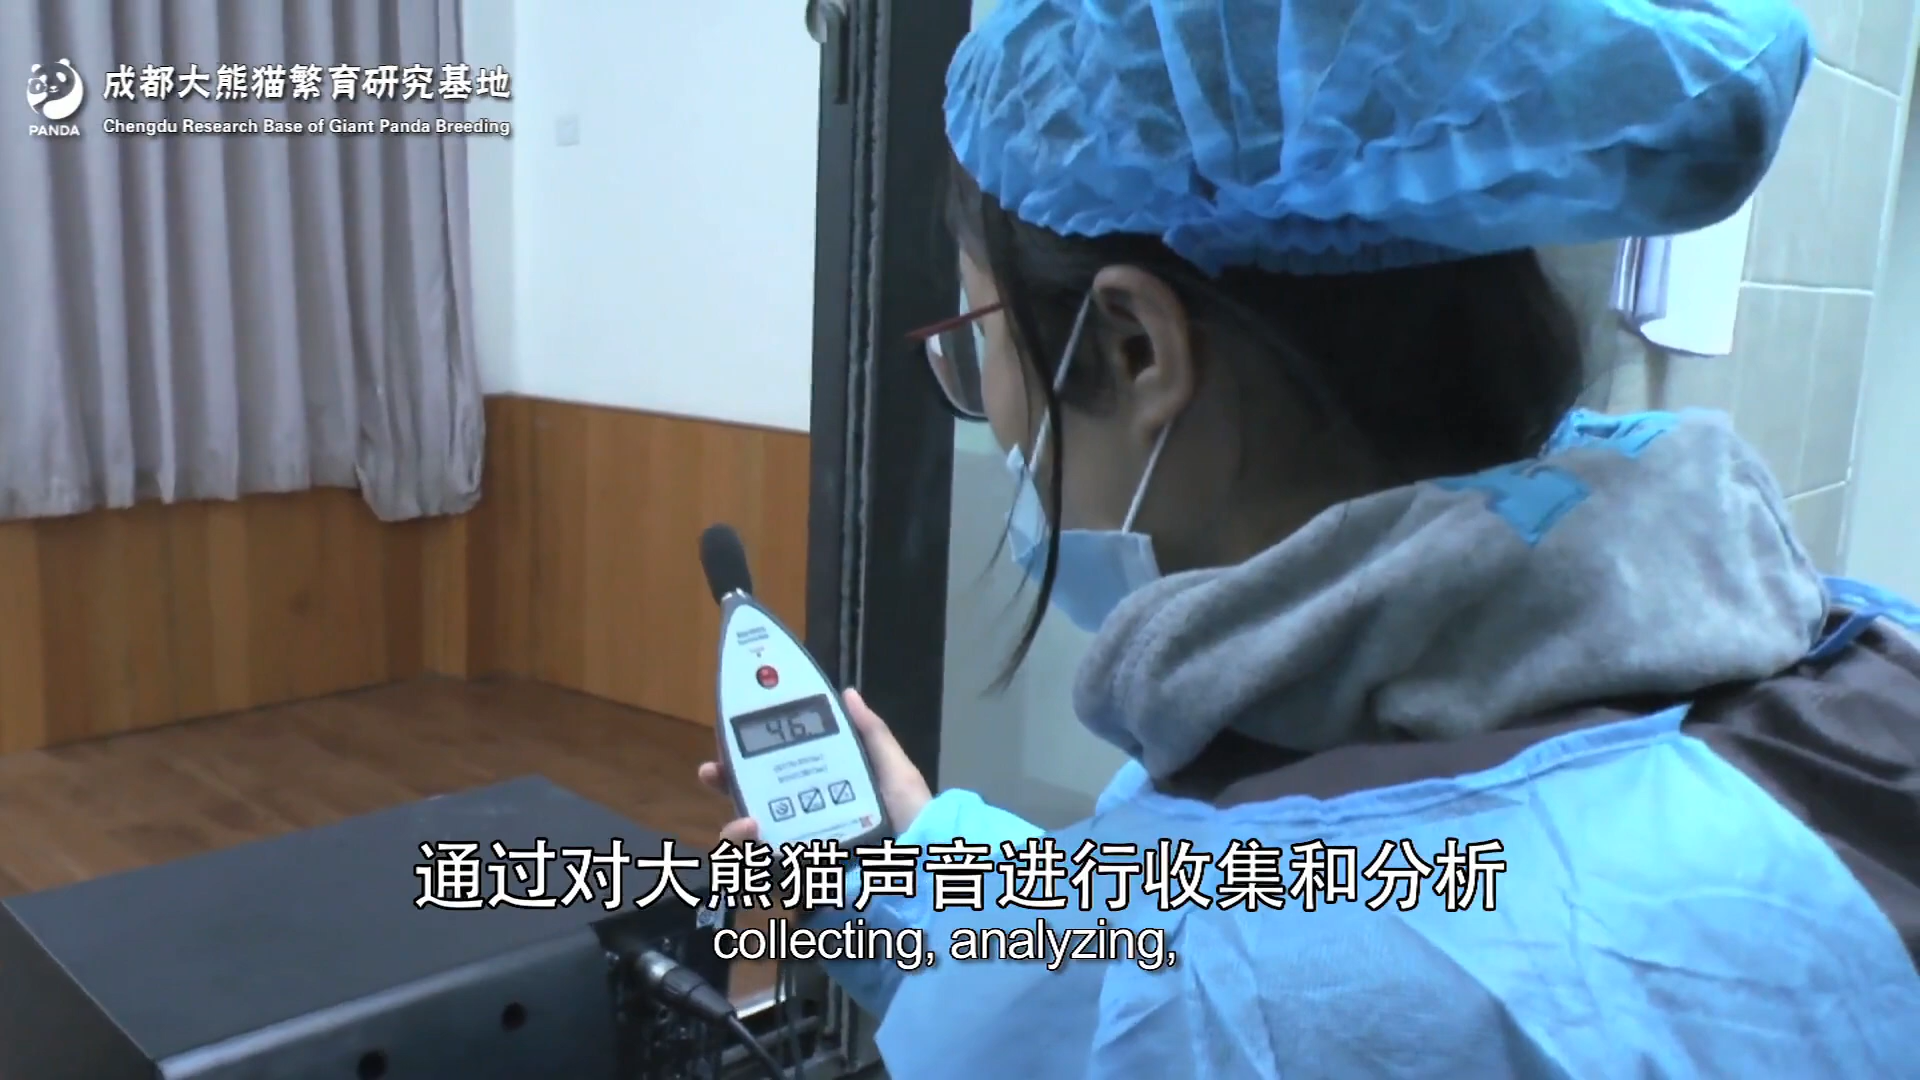 成都大熊猫繁育研究基地
PANDA
Chengdu Research Base of Giant Panda Breeding
46.
通过对大熊猫声音进行收集和分析
collecting, analyzing,